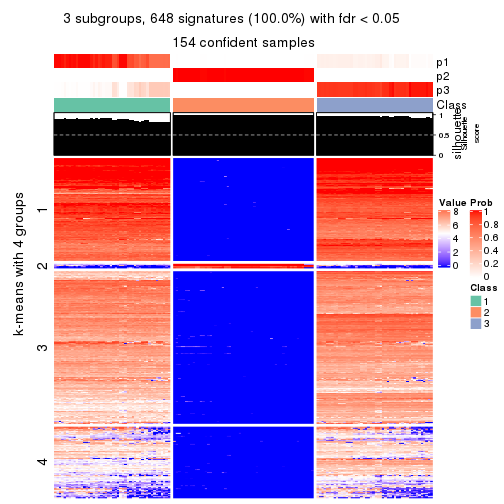 3 subgroups, 648 signatures (100.0%) with fdr < 0.05
154 confident samples
p1
p2
p3
Class
1
0.5
0
silhouette
Silhouette
score
k-means with 4 groups
1
2
3
4
Value
8
6
4
2
0
Prob
1
0.8
0.6
0.4
0.2
0
Class
1
2
3